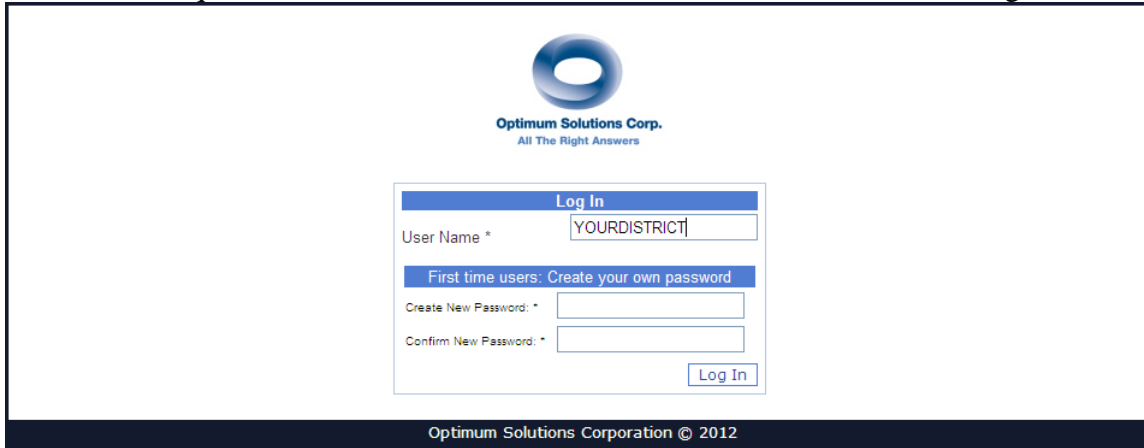 Optimum Solutions Corp.
All The Right Answers
Log In
User Name * YOURDISTRICT
First time users: Create your own password
Create New Password: *
Confirm New Password: *
Log In
Optimum Solutions Corporation © 2012